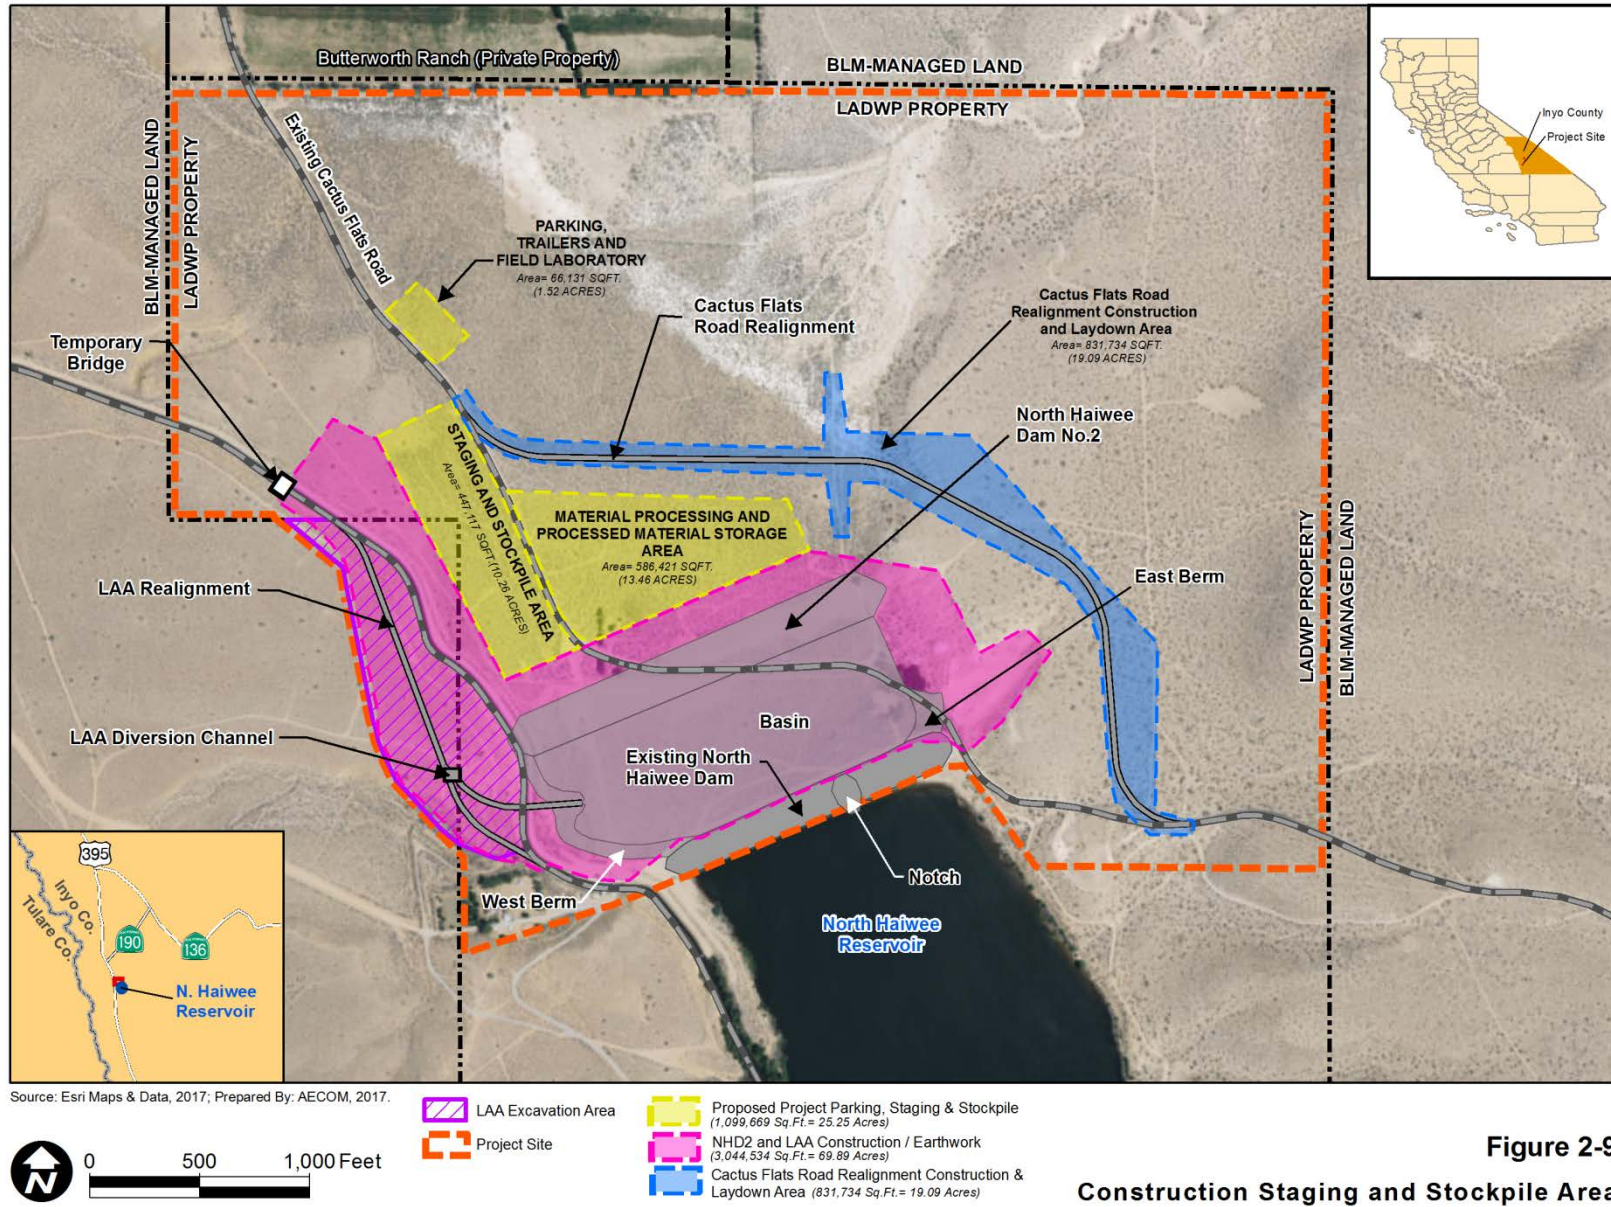 Butterworth Ranch (Private Property)
BLM-MANAGED LAND
LADWP PROPERTY
BLM-MANAGED LAND
LADWP PROPERTY
Existing Cactus Flats Road
Inyo County
Project Site
PARKING,
TRAILERS AND
FIELD LABORATORY
Area= 66,131 SQFT.
(1.52 ACRES)
Cactus Flats
Road Realignment
Cactus Flats Road
Realignment Construction
and Laydown Area
Area= 831,734 SQFT.
(19.09 ACRES)
Temporary
Bridge
North Haiwee
Dam No.2
STAGING AND STOCKPILE AREA
Area= 447,117 SQFT.(10.26 ACRES)
MATERIAL PROCESSING AND
PROCESSED MATERIAL STORAGE
AREA
Area= 586,421 SQFT.
(13.46 ACRES)
LAA Realignment
East Berm
LADWP PROPERTY
BLM-MANAGED LAND
LAA Diversion Channel
Basin
Existing North
Haiwee Dam
West Berm
Notch
North Haiwee
Reservoir
395
Inyo Co.
Tulare Co.
190
136
N. Haiwee
Reservoir
Source: Esri Maps & Data, 2017; Prepared By: AECOM, 2017.
N
0 500 1,000 Feet
LAA Excavation Area
Project Site
Proposed Project Parking, Staging & Stockpile
(1,099,669 Sq.Ft.= 25.25 Acres)
NHD2 and LAA Construction / Earthwork
(3,044,534 Sq.Ft.= 69.89 Acres)
Cactus Flats Road Realignment Construction &
Laydown Area (831,734 Sq.Ft.= 19.09 Acres)
Figure 2-9
Construction Staging and Stockpile Area